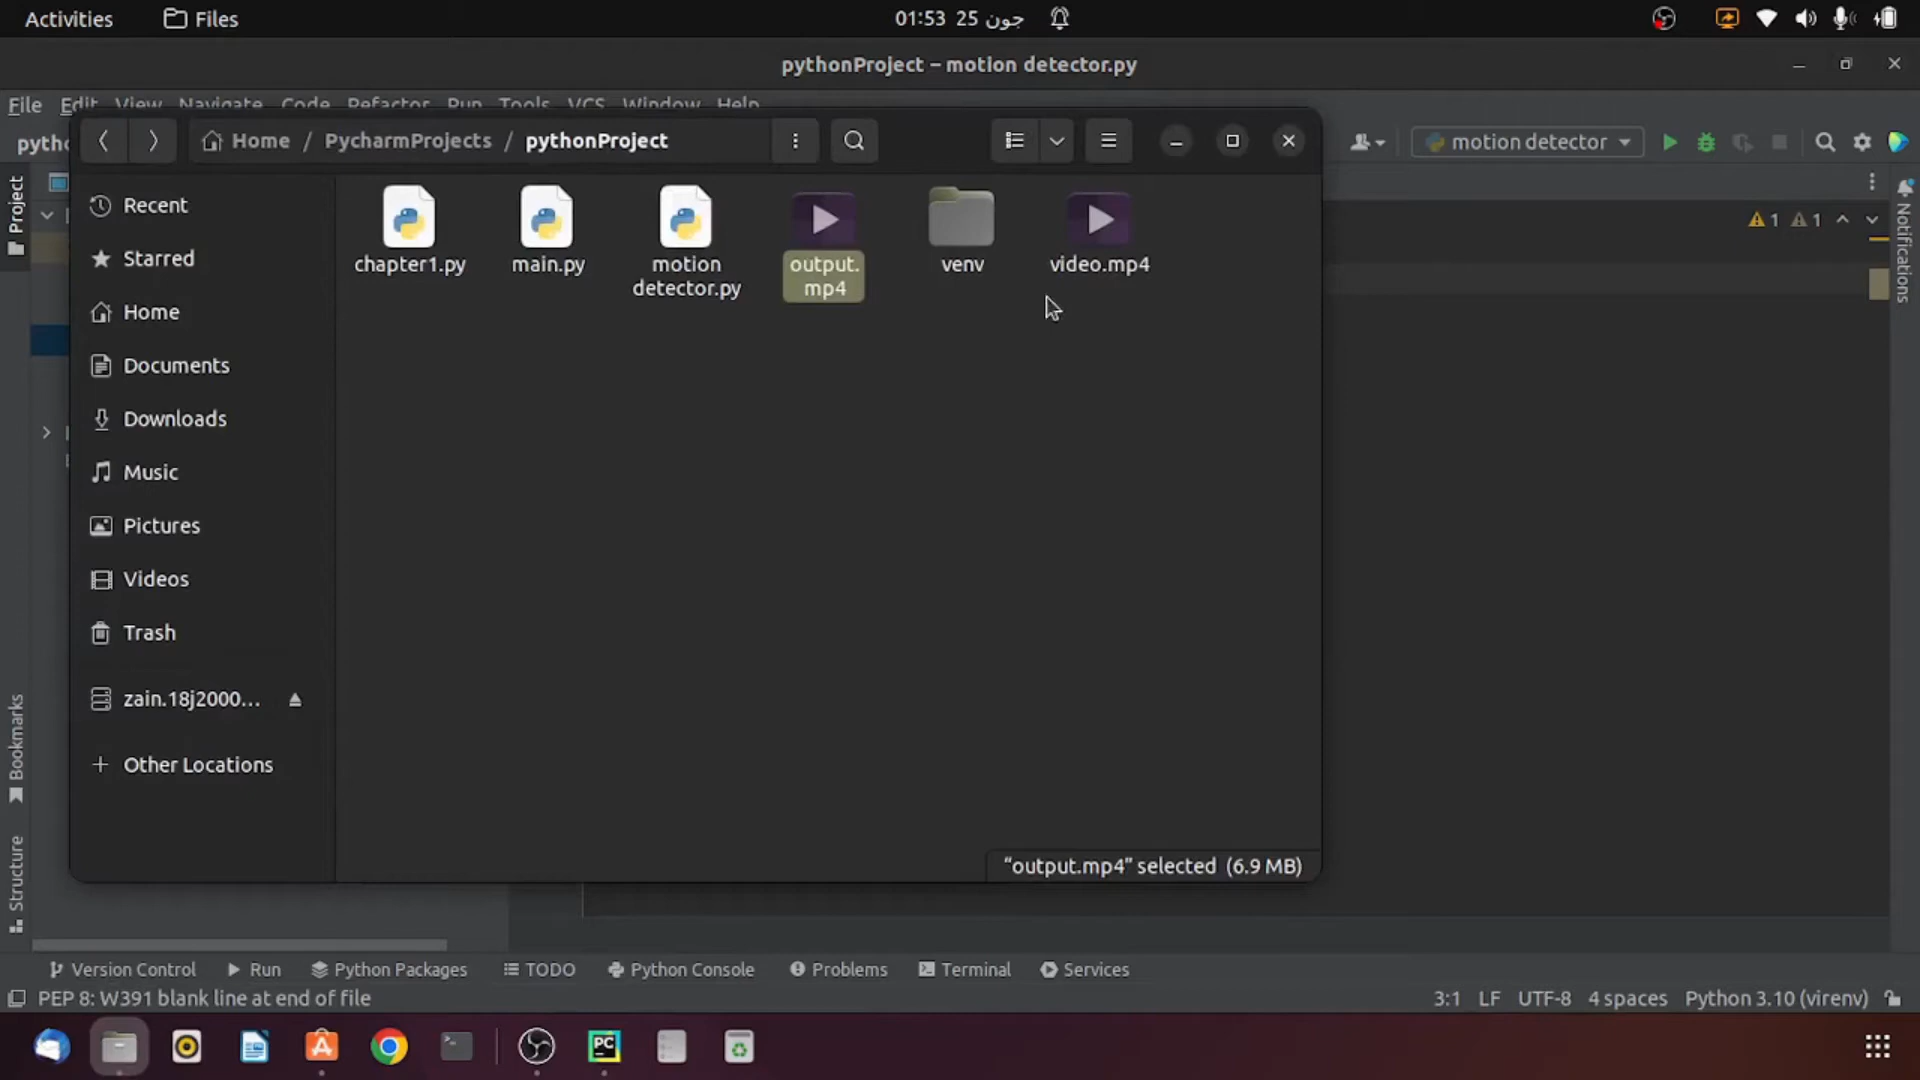 Activities
Files
01:53 25 جون
pythonProject – motion detector.py
File Edit View Navigate Code Refactor Run Tools VCS Window Help
Home / PycharmProjects / pythonProject
motion detector
Project
Notifications
1
1
Recent
Starred
Home
Documents
Downloads
Music
Pictures
Videos
Trash
zain.18j2000...
Other Locations
chapter1.py
main.py
motion
detector.py
output.
mp4
venv
video.mp4
"output.mp4" selected (6.9 MB)
Bookmarks
Structure
Version Control
Run
Python Packages
TODO
Python Console
Problems
Terminal
Services
PEP 8: W391 blank line at end of file
3:1 LF UTF-8 4 spaces Python 3.10 (virenv)
PC